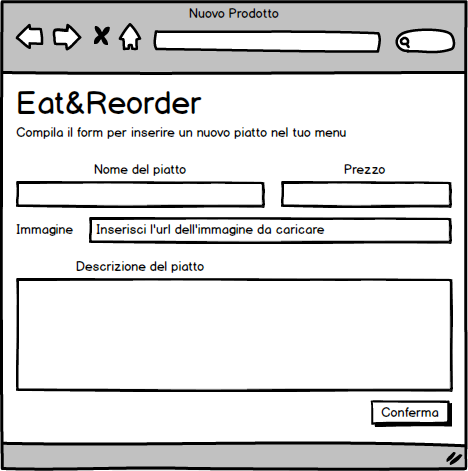 Nuovo Prodotto
Eat&Reorder
Compila il form per inserire un nuovo piatto nel tuo menu
Nome del piatto Prezzo
Immagine Inserisci l'url dell'immagine da caricare
Descrizione del piatto
Conferma